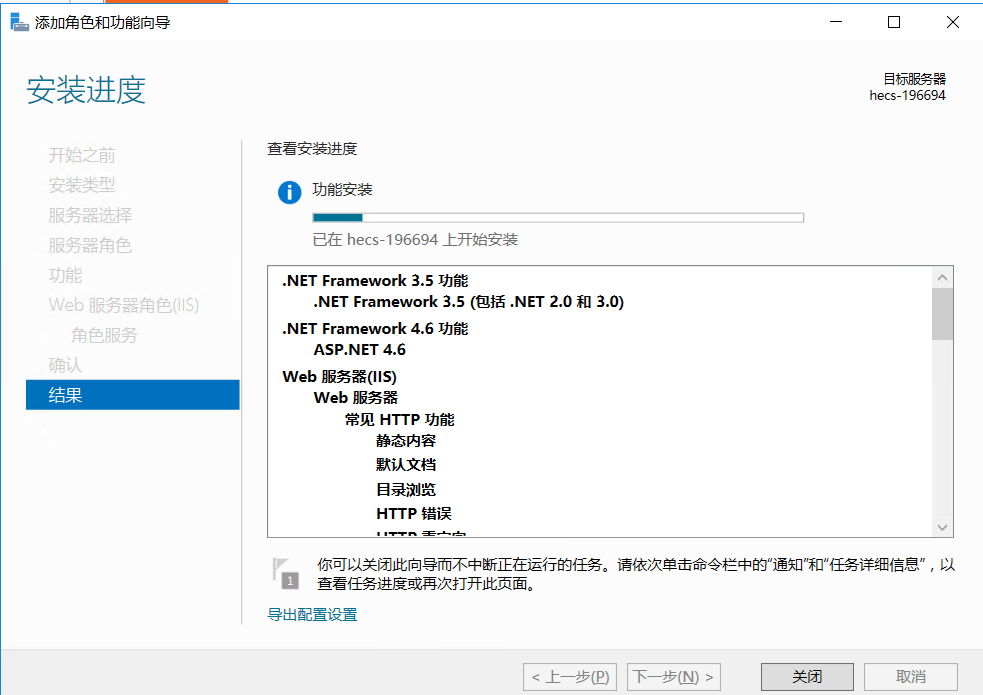 添加角色和功能向导
安装进度
目标服务器
hecs-196694
开始之前
安装类型
服务器选择
服务器角色
功能
Web 服务器角色(IIS)
角色服务
确认
结果
查看安装进度
功能安装
已在 hecs-196694 上开始安装
.NET Framework 3.5 功能
.NET Framework 3.5 (包括 .NET 2.0 和 3.0)
.NET Framework 4.6 功能
ASP.NET 4.6
Web 服务器(IIS)
Web 服务器
常见 HTTP 功能
静态内容
默认文档
目录浏览
HTTP 错误
HTTP 重定向
1
你可以关闭此向导而不中断正在运行的任务。请依次单击命令栏中的“通知”和“任务详细信息”，以
查看任务进度或再次打开此页面。
导出配置设置
< 上一步(P)
下一步(N) >
关闭
取消